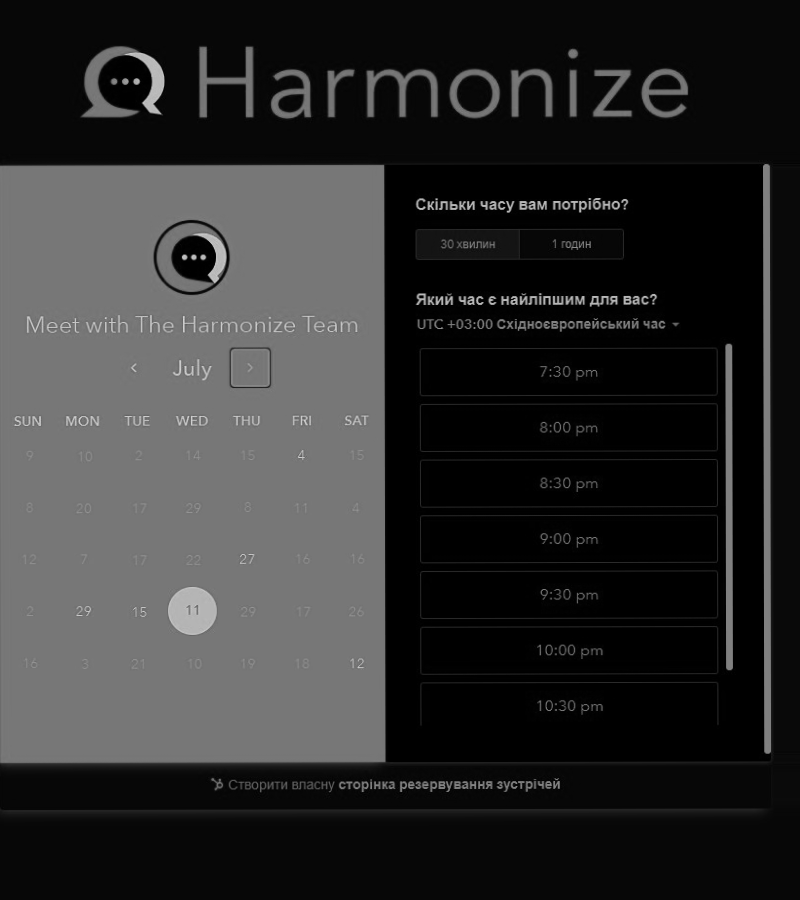 Harmonize
Meet with The Harmonize Team
July
SUN MON TUE WED THU FRI SAT
9 10 2 14 15 4 15
8 20 17 29 8 11 4
12 7 17 22 27 16 16
2 29 15 11 29 17 26
16 3 21 10 19 18 12
Скільки часу вам потрібно?
30 хвилин 1 годин
Який час є найліпшим для вас?
UTC +03:00 Східноєвропейський час
7:30 pm
8:00 pm
8:30 pm
9:00 pm
9:30 pm
10:00 pm
10:30 pm
Створити власну сторінка резервування зустрічей